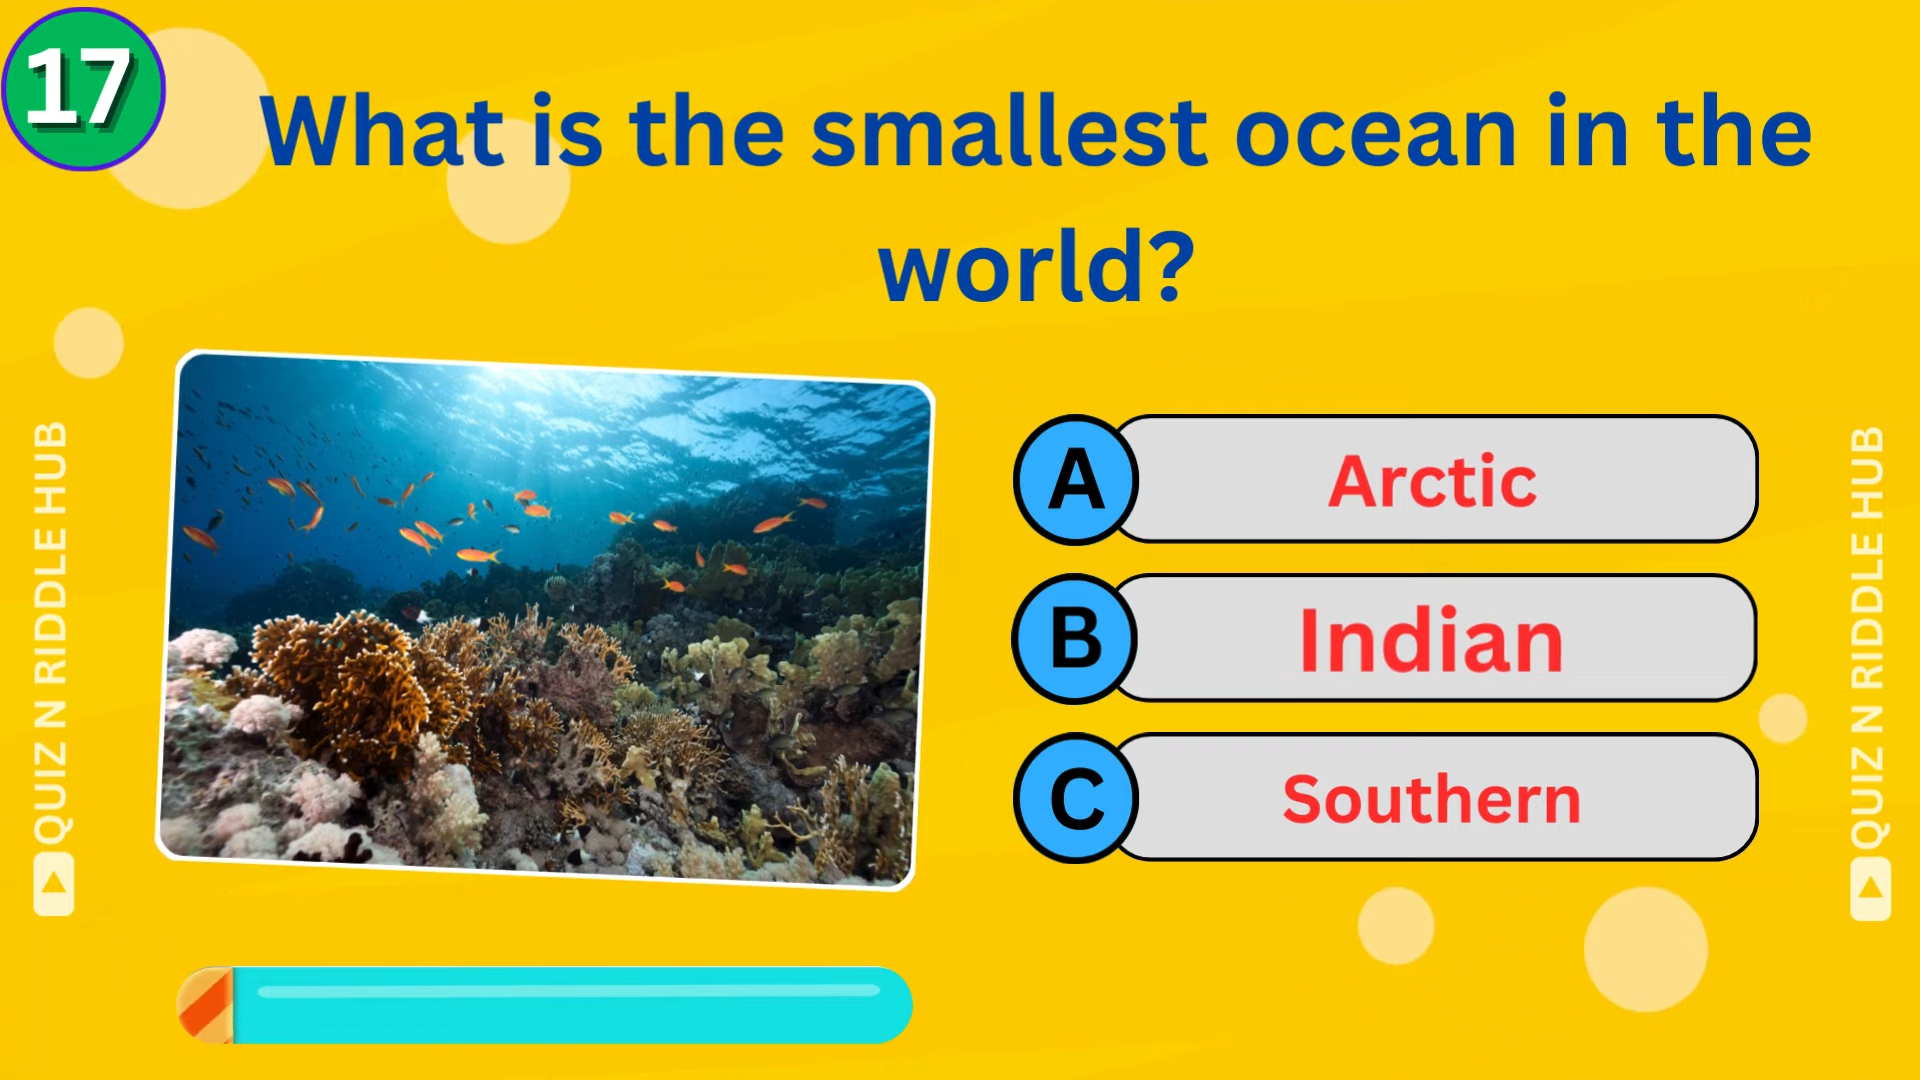 17
What is the smallest ocean in the
world?
A
Arctic
B
Indian
C
Southern
QUIZ N RIDDLE HUB
QUIZ N RIDDLE HUB